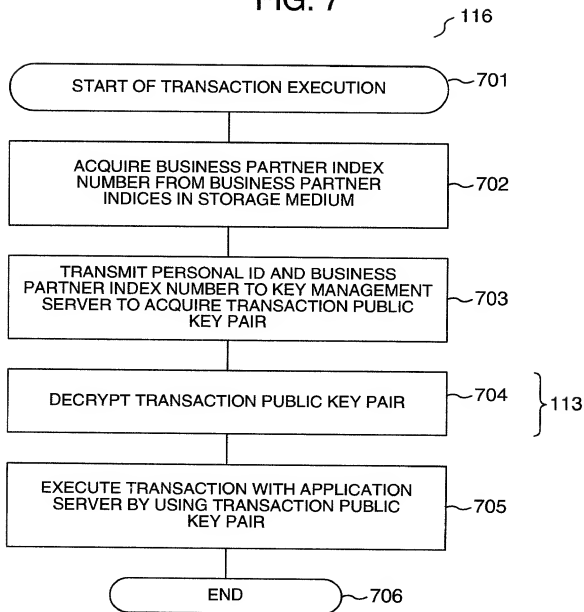 FIG. 7
116
START OF TRANSACTION EXECUTION
701
ACQUIRE BUSINESS PARTNER INDEX
NUMBER FROM BUSINESS PARTNER
INDICES IN STORAGE MEDIUM
702
TRANSMIT PERSONAL ID AND BUSINESS
PARTNER INDEX NUMBER TO KEY MANAGEMENT
SERVER TO ACQUIRE TRANSACTION PUBLIC
KEY PAIR
703
DECRYPT TRANSACTION PUBLIC KEY PAIR
704
113
EXECUTE TRANSACTION WITH APPLICATION
SERVER BY USING TRANSACTION PUBLIC
KEY PAIR
705
END
706